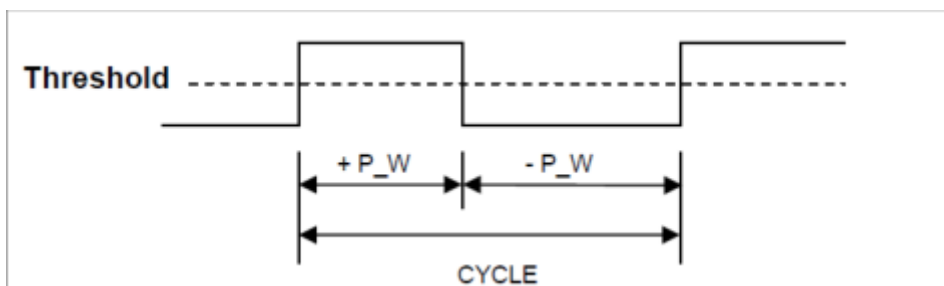 Threshold
+ P_W
- P_W
CYCLE